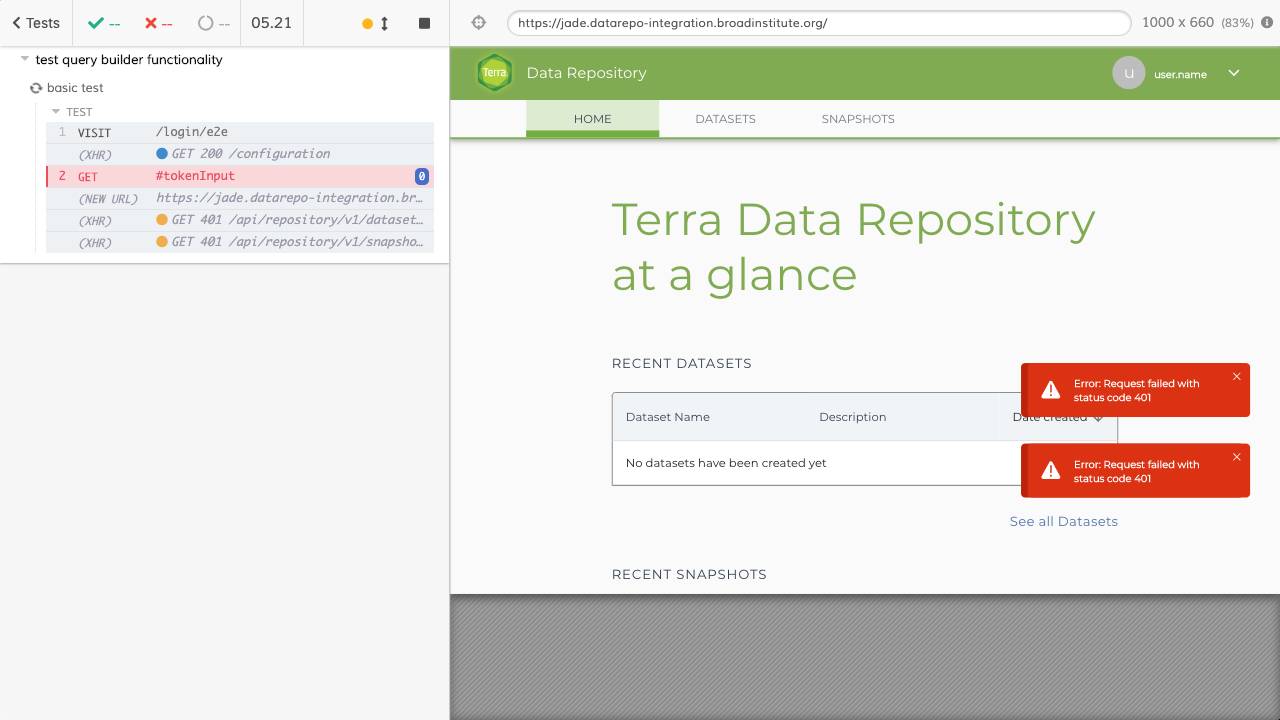 Tests -- -- -- 05.21
https://jade.datarepo-integration.broadinstitute.org/ 1000 x 660 (83%)
test query builder functionality
basic test
TEST
1 VISIT /login/e2e
(XHR) GET 200 /configuration
2 GET #tokenInput 0
(NEW URL) https://jade.datarepo-integration.br...
(XHR) GET 401 /api/repository/v1/dataset...
(XHR) GET 401 /api/repository/v1/snapsho...
Terra Data Repository u user.name
HOME DATASETS SNAPSHOTS
Terra Data Repository
at a glance
RECENT DATASETS
Error: Request failed with
status code 401
Dataset Name Description Date created
No datasets have been created yet
Error: Request failed with
status code 401
See all Datasets
RECENT SNAPSHOTS